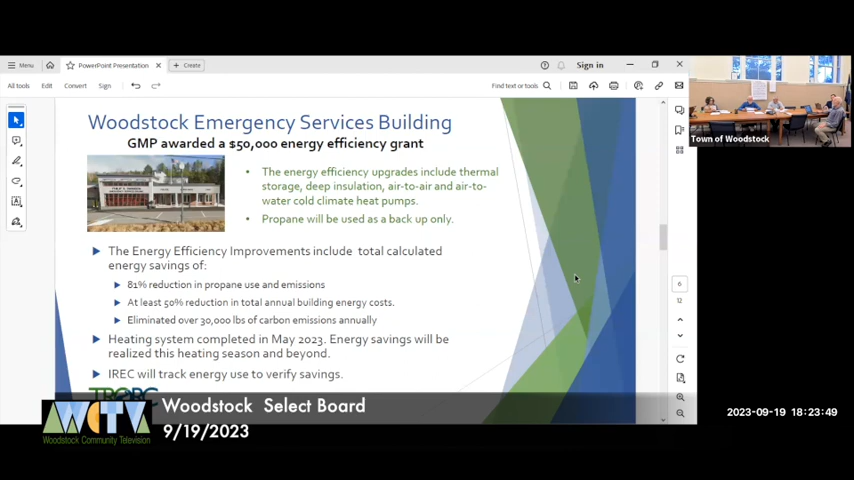 Menu
PowerPoint Presentation
Create
Sign in
All tools
Edit
Convert
Sign
Find text or tools
Town of Woodstock
Woodstock Emergency Services Building
GMP awarded a $50,000 energy efficiency grant
• The energy efficiency upgrades include thermal
storage, deep insulation, air-to-air and air-to-
water cold climate heat pumps.
• Propane will be used as a back up only.
The Energy Efficiency Improvements include total calculated
energy savings of:
81% reduction in propane use and emissions
At least 50% reduction in total annual building energy costs.
Eliminated over 30,000 lbs of carbon emissions annually
Heating system completed in May 2023. Energy savings will be
realized this heating season and beyond.
IREC will track energy use to verify savings.
6
12
TRORC
WCTV
Woodstock Community Television
Woodstock Select Board
9/19/2023
2023-09-19 18:23:49